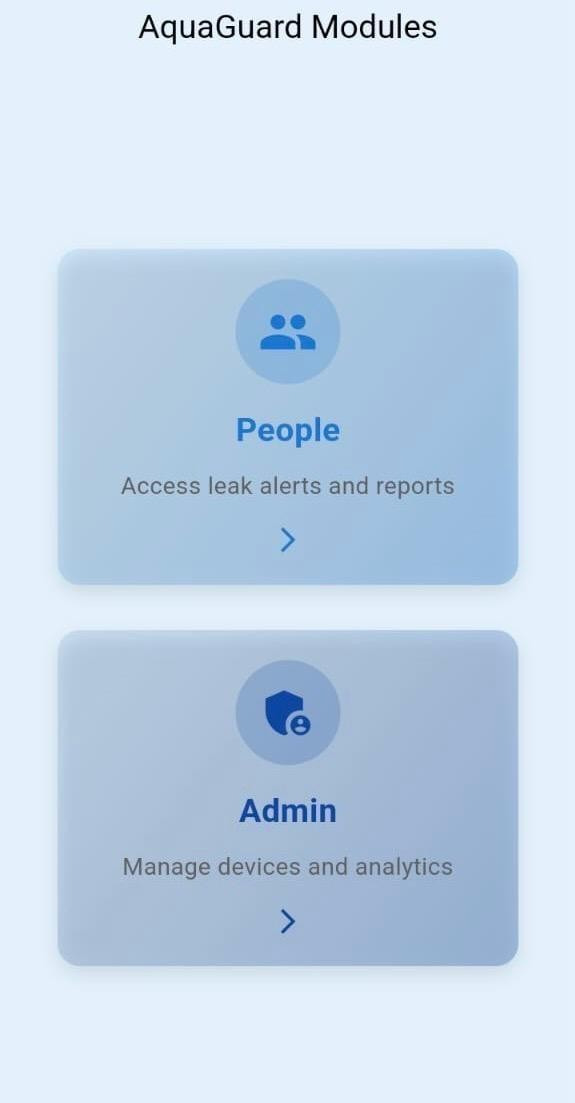 AquaGuard Modules
People
Access leak alerts and reports
Admin
Manage devices and analytics